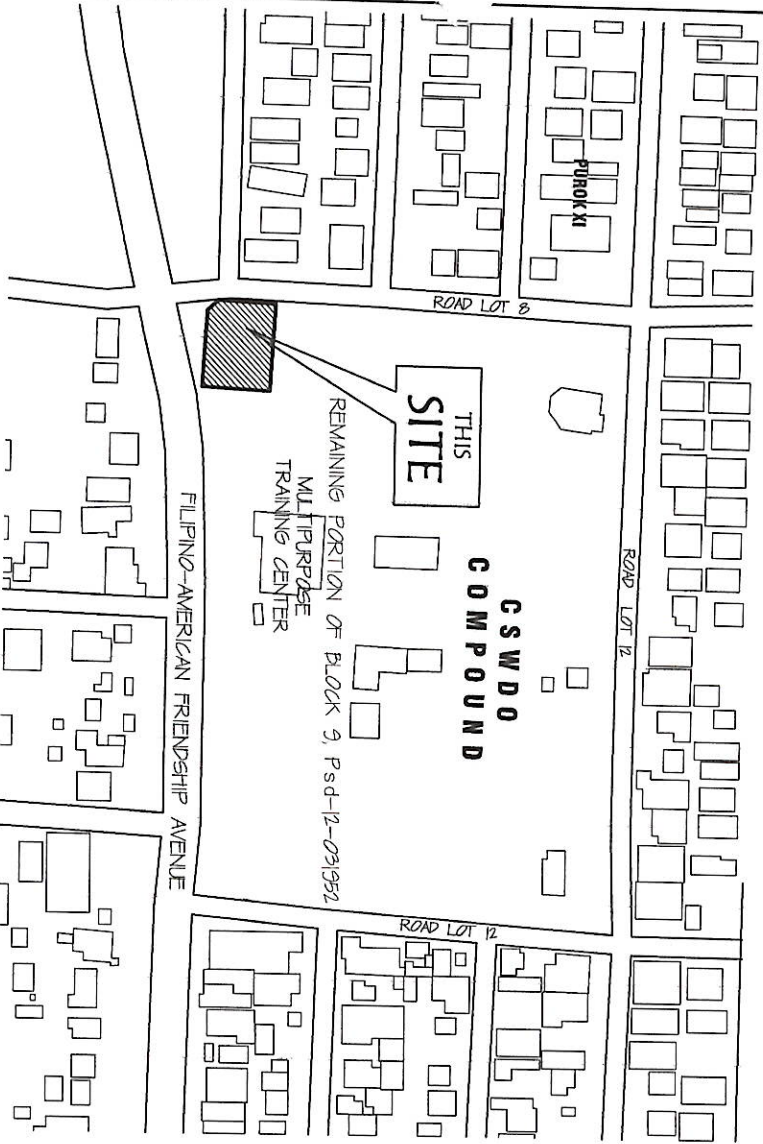 PUROK XI
ROAD LOT 8
THIS
SITE
REMAINING PORTION OF BLOCK 9, Psd-12-031952
MULTIPURPOSE
TRAINING CENTER
CSWDO
COMPOUND
ROAD LOT 12
FILIPINO-AMERICAN FRIENDSHIP AVENUE
ROAD LOT 12